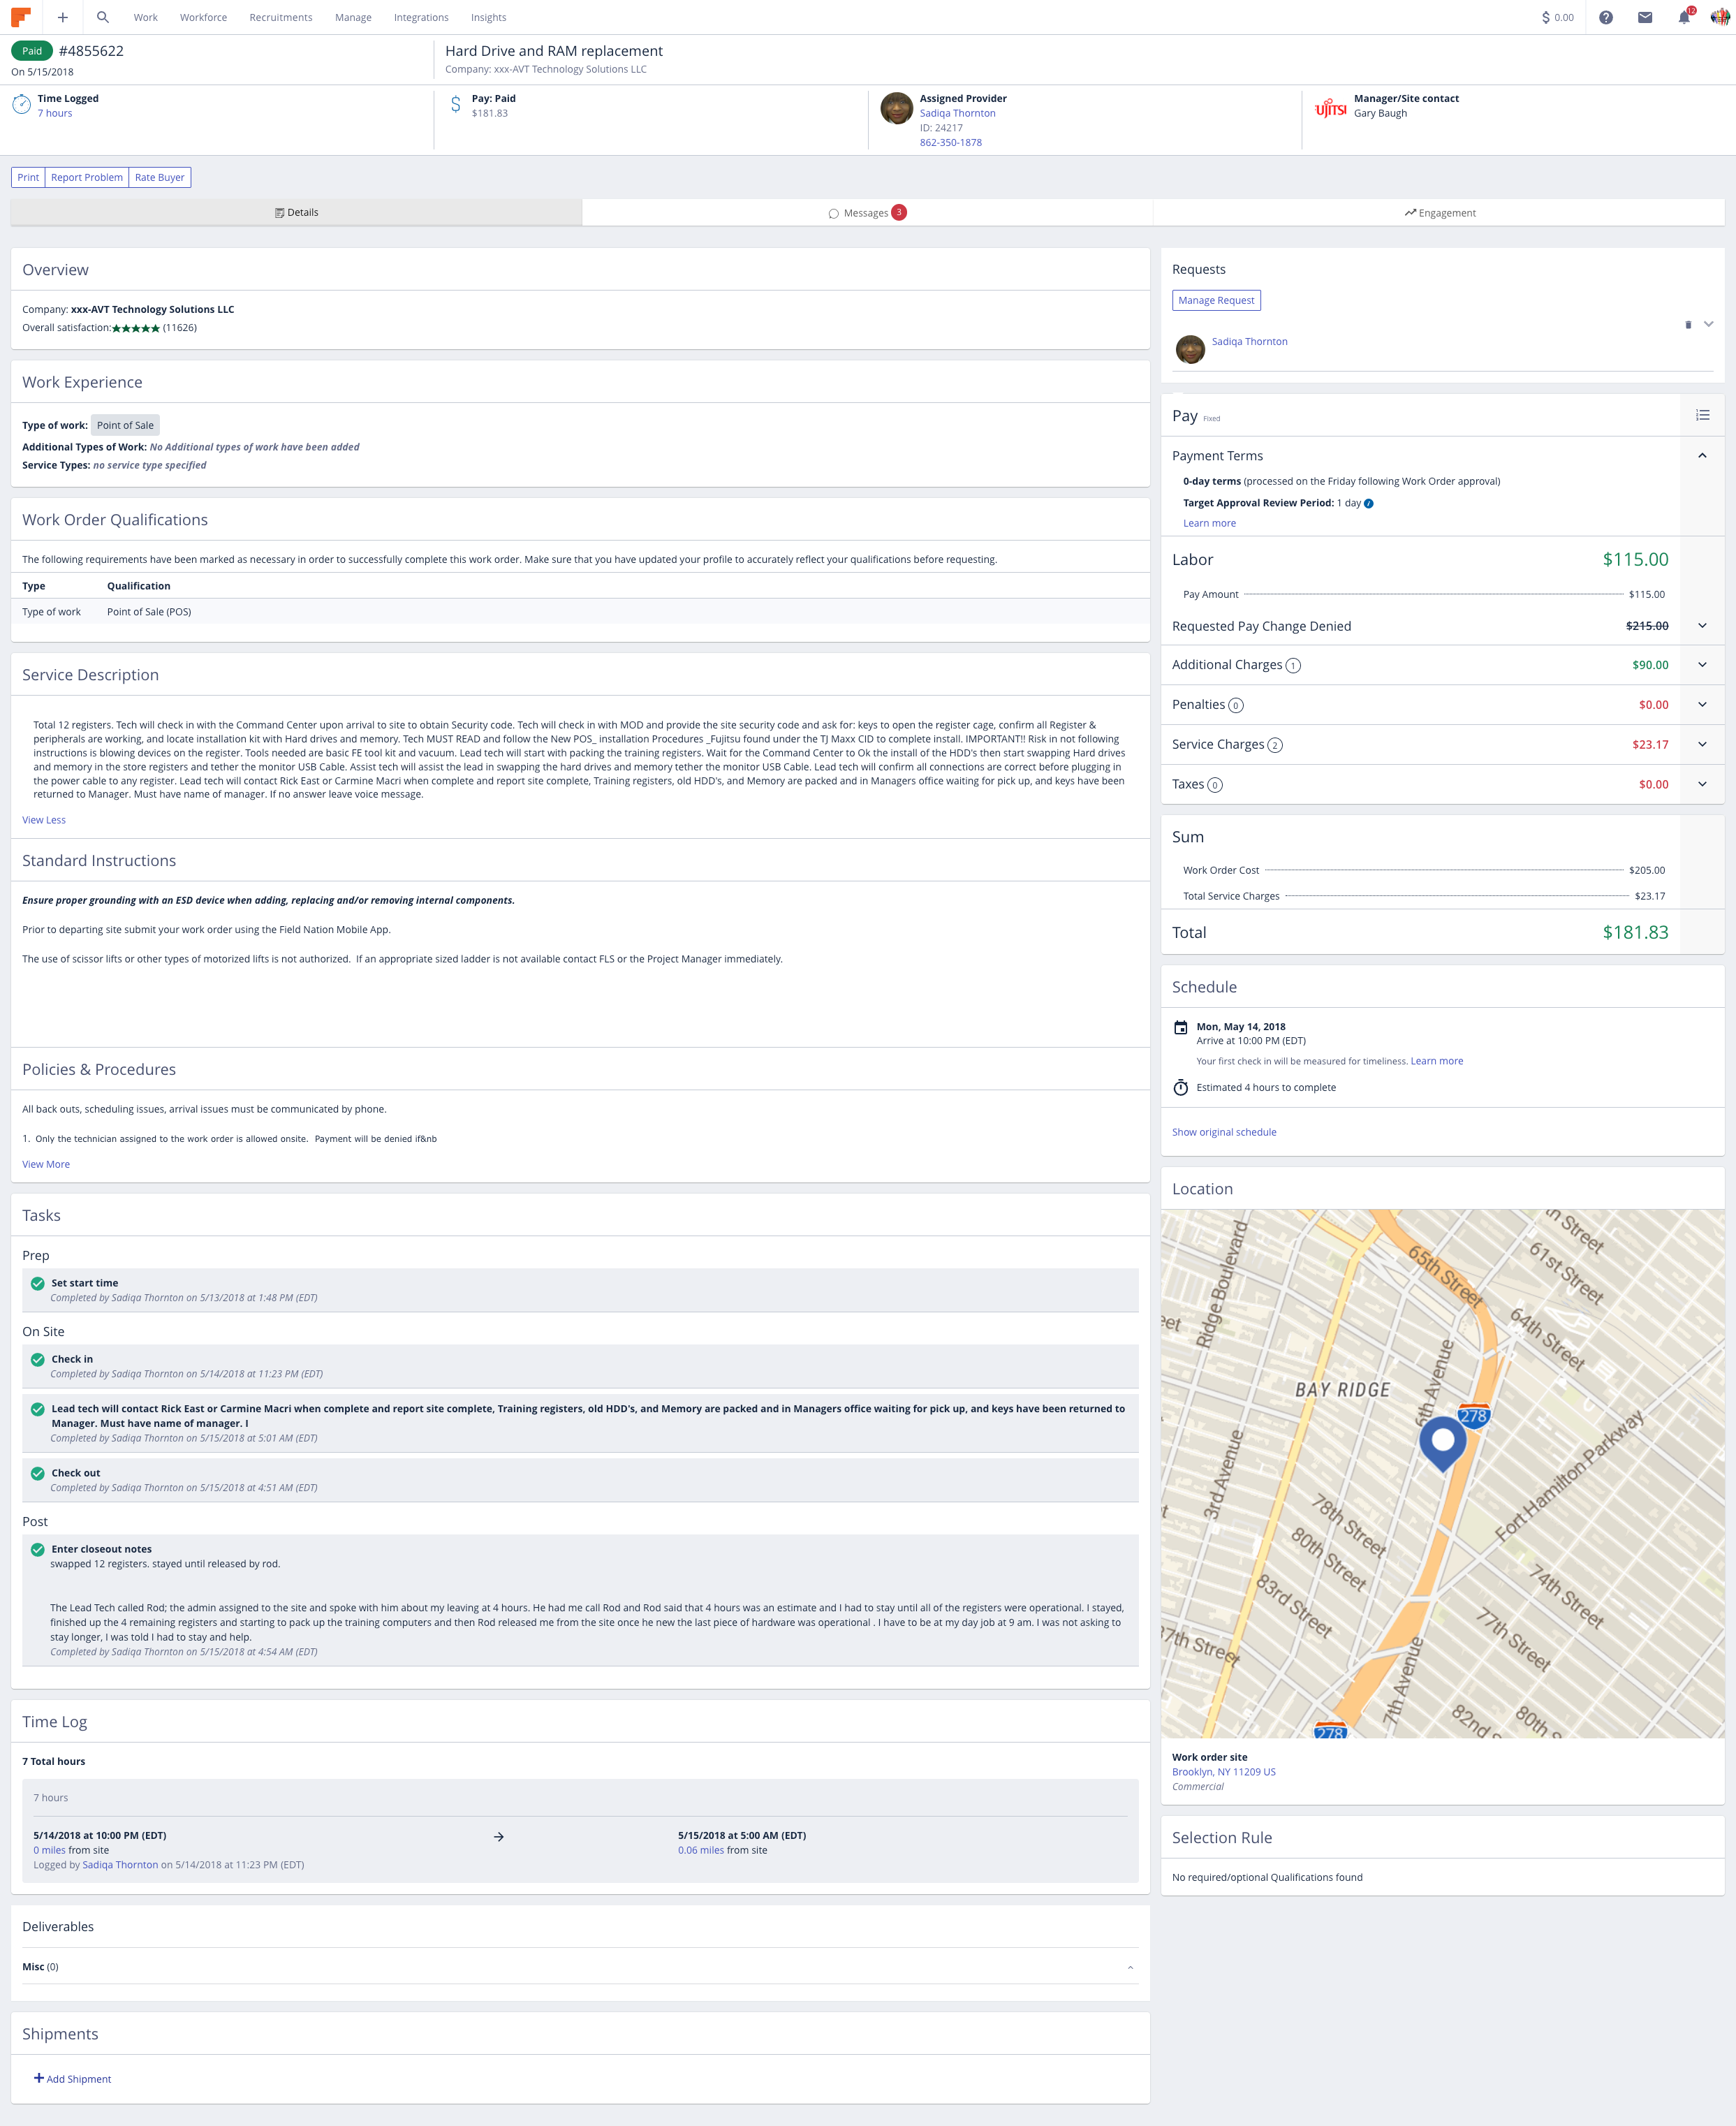 Work Workforce Recruitments Manage Integrations Insights
$ 0.00 ? 12
Paid #4855622
On 5/15/2018
Hard Drive and RAM replacement
Company: xxx-AVT Technology Solutions LLC
Time Logged
7 hours
Pay: Paid
$181.83
Assigned Provider
Sadiqa Thornton
ID: 24217
862-350-1878
UJITSI
Manager/Site contact
Gary Baugh
Print Report Problem Rate Buyer
Details Messages 3 Engagement
Overview
Company: xxx-AVT Technology Solutions LLC
Overall satisfaction:★★★★★ (11626)
Work Experience
Type of work: Point of Sale
Additional Types of Work: No Additional types of work have been added
Service Types: no service type specified
Work Order Qualifications
The following requirements have been marked as necessary in order to successfully complete this work order. Make sure that you have updated your profile to accurately reflect your qualifications before requesting.
Type Qualification
Type of work Point of Sale (POS)
Service Description
Total 12 registers. Tech will check in with the Command Center upon arrival to site to obtain Security code. Tech will check in with MOD and provide the site security code and ask for: keys to open the register cage, confirm all Register &
peripherals are working, and locate installation kit with Hard drives and memory. Tech MUST READ and follow the New POS_ installation Procedures _Fujitsu found under the TJ Maxx CID to complete install. IMPORTANT!! Risk in not following
instructions is blowing devices on the register. Tools needed are basic FE tool kit and vacuum. Lead tech will start with packing the training registers. Wait for the Command Center to Ok the install of the HDD's then start swapping Hard drives
and memory in the store registers and tether the monitor USB Cable. Assist tech will assist the lead in swapping the hard drives and memory tether the monitor USB Cable. Lead tech will confirm all connections are correct before plugging in
the power cable to any register. Lead tech will contact Rick East or Carmine Macri when complete and report site complete, Training registers, old HDD's, and Memory are packed and in Managers office waiting for pick up, and keys have been
returned to Manager. Must have name of manager. If no answer leave voice message.
View Less
Standard Instructions
Ensure proper grounding with an ESD device when adding, replacing and/or removing internal components.
Prior to departing site submit your work order using the Field Nation Mobile App.
The use of scissor lifts or other types of motorized lifts is not authorized. If an appropriate sized ladder is not available contact FLS or the Project Manager immediately.
Policies & Procedures
All back outs, scheduling issues, arrival issues must be communicated by phone.
1. Only the technician assigned to the work order is allowed onsite. Payment will be denied if&nb
View More
Tasks
Prep
Set start time
Completed by Sadiqa Thornton on 5/13/2018 at 1:48 PM (EDT)
On Site
Check in
Completed by Sadiqa Thornton on 5/14/2018 at 11:23 PM (EDT)
Lead tech will contact Rick East or Carmine Macri when complete and report site complete, Training registers, old HDD's, and Memory are packed and in Managers office waiting for pick up, and keys have been returned to
Manager. Must have name of manager. I
Completed by Sadiqa Thornton on 5/15/2018 at 5:01 AM (EDT)
Check out
Completed by Sadiqa Thornton on 5/15/2018 at 4:51 AM (EDT)
Post
Enter closeout notes
swapped 12 registers. stayed until released by rod.
The Lead Tech called Rod; the admin assigned to the site and spoke with him about my leaving at 4 hours. He had me call Rod and Rod said that 4 hours was an estimate and I had to stay until all of the registers were operational. I stayed,
finished up the 4 remaining registers and starting to pack up the training computers and then Rod released me from the site once he new the last piece of hardware was operational . I have to be at my day job at 9 am. I was not asking to
stay longer, I was told I had to stay and help.
Completed by Sadiqa Thornton on 5/15/2018 at 4:54 AM (EDT)
Time Log
7 Total hours
7 hours
5/14/2018 at 10:00 PM (EDT) 5/15/2018 at 5:00 AM (EDT)
0 miles from site 0.06 miles from site
Logged by Sadiqa Thornton on 5/14/2018 at 11:23 PM (EDT)
Deliverables
Misc (0)
Shipments
Add Shipment
Requests
Manage Request
Sadiqa Thornton
Pay Fixed
Payment Terms
0-day terms (processed on the Friday following Work Order approval)
Target Approval Review Period: 1 day
Learn more
Labor $115.00
Pay Amount $115.00
Requested Pay Change Denied $215.00
Additional Charges 1 $90.00
Penalties 0 $0.00
Service Charges 2 $23.17
Taxes 0 $0.00
Sum
Work Order Cost $205.00
Total Service Charges $23.17
Total $181.83
Schedule
Mon, May 14, 2018
Arrive at 10:00 PM (EDT)
Your first check in will be measured for timeliness. Learn more
Estimated 4 hours to complete
Show original schedule
Location
Ridge Boulevard
65th Street
61st Street
64th Street
BAY RIDGE
6th Avenue
278
3rd Avenue
Fort Hamilton Parkway
78th Street
80th Street
83rd Street
74th Street
77th Street
7th Avenue
278
82nd S
80th S
Work order site
Brooklyn, NY 11209 US
Commercial
Selection Rule
No required/optional Qualifications found